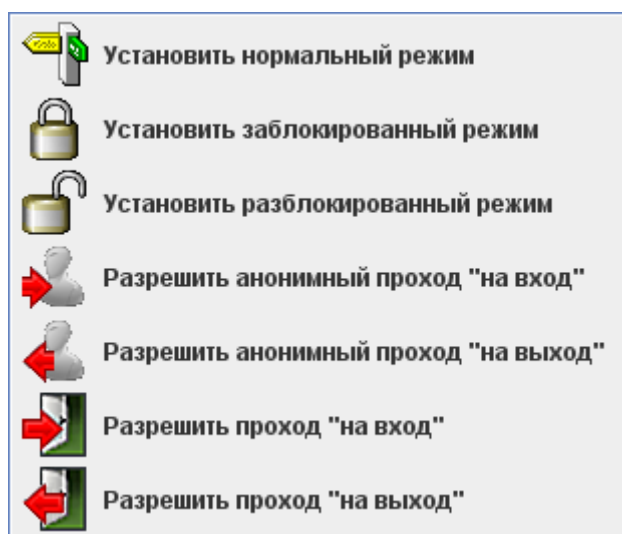 Установить нормальный режим
Установить заблокированный режим
Установить разблокированный режим
Разрешить анонимный проход "на вход"
Разрешить анонимный проход "на выход"
Разрешить проход "на вход"
Разрешить проход "на выход"